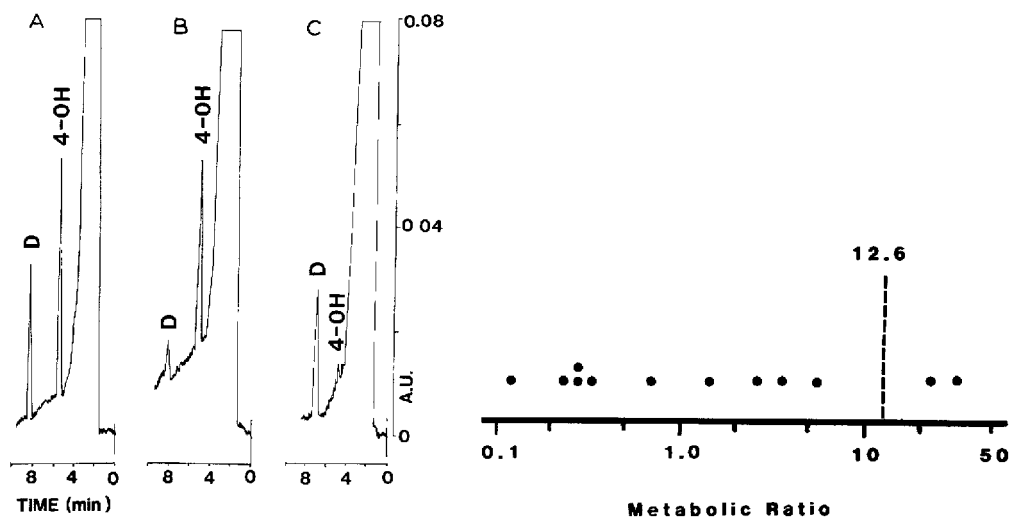 A
B
C
0.08
4-OH
4-OH
D
D
D
4-OH
0 04
A.U.
0
8 4 0
8 4 0
8 4 0
TIME (min)
12.6
0.1 1.0 10 50
Metabolic Ratio